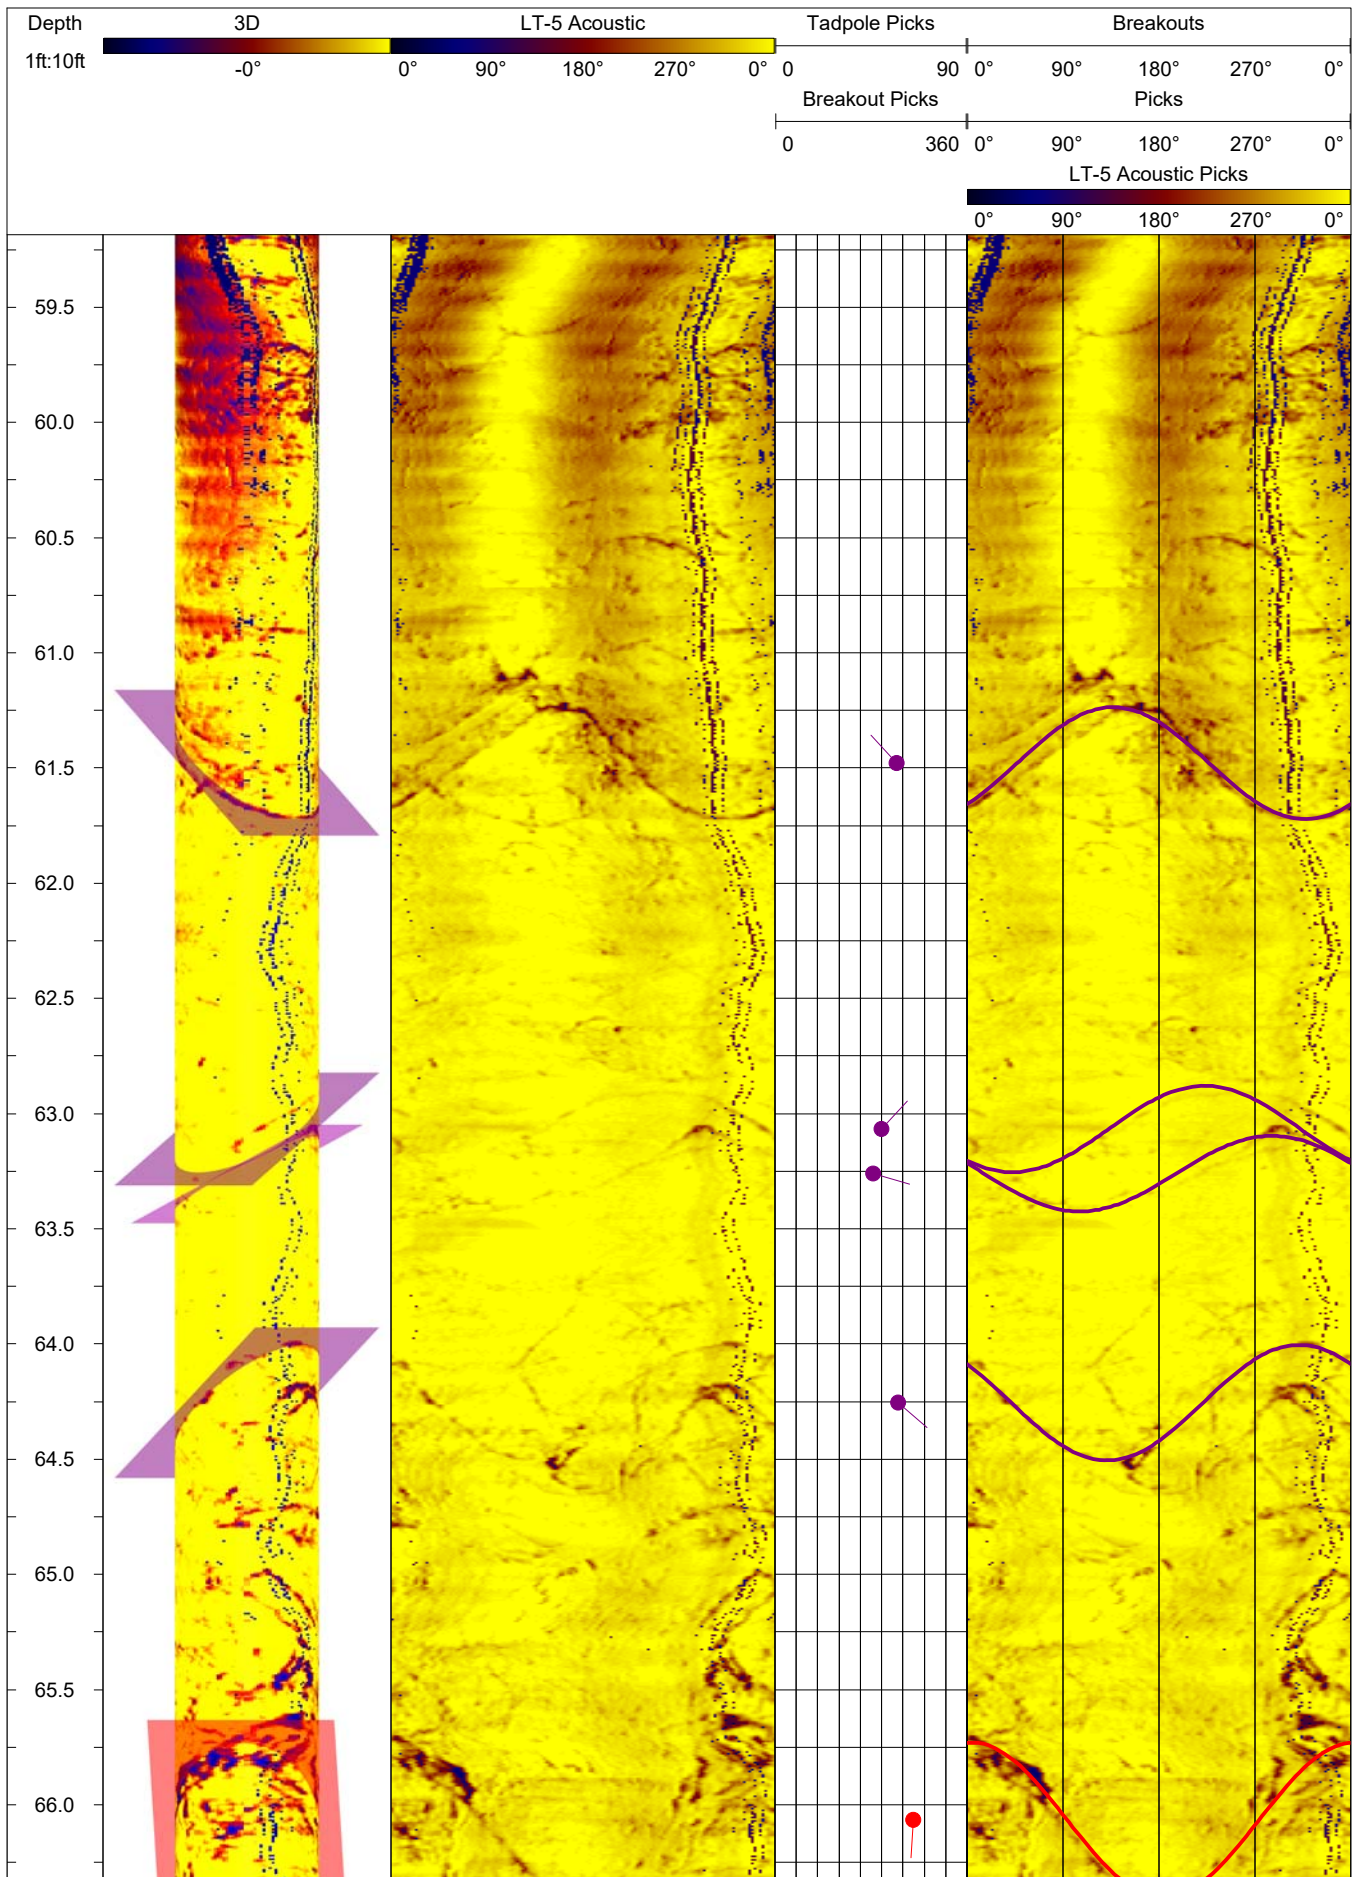 Depth 3D LT-5 Acoustic Tadpole Picks Breakouts
1ft:10ft -0° 0° 90° 180° 270° 0° 0 90 0° 90° 180° 270° 0°
Breakout Picks Picks
0 360 0° 90° 180° 270° 0°
LT-5 Acoustic Picks
0° 90° 180° 270° 0°
59.5
60.0
60.5
61.0
61.5
62.0
62.5
63.0
63.5
64.0
64.5
65.0
65.5
66.0